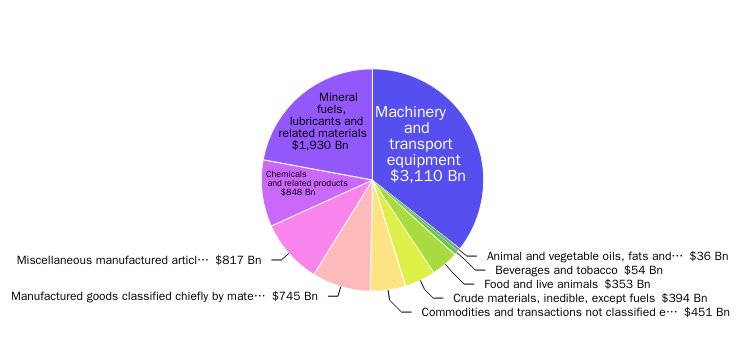 Mineral
fuels,
lubricants and
related materials
$1,930 Bn
Machinery
and
transport
equipment
$3,110 Bn
Chemicals
and related products
$848 Bn
Miscellaneous manufactured articl··· $817 Bn
Manufactured goods classified chiefly by mate··· $745 Bn
Animal and vegetable oils, fats and··· $36 Bn
Beverages and tobacco $54 Bn
Food and live animals $353 Bn
Crude materials, inedible, except fuels $394 Bn
Commodities and transactions not classified e··· $451 Bn